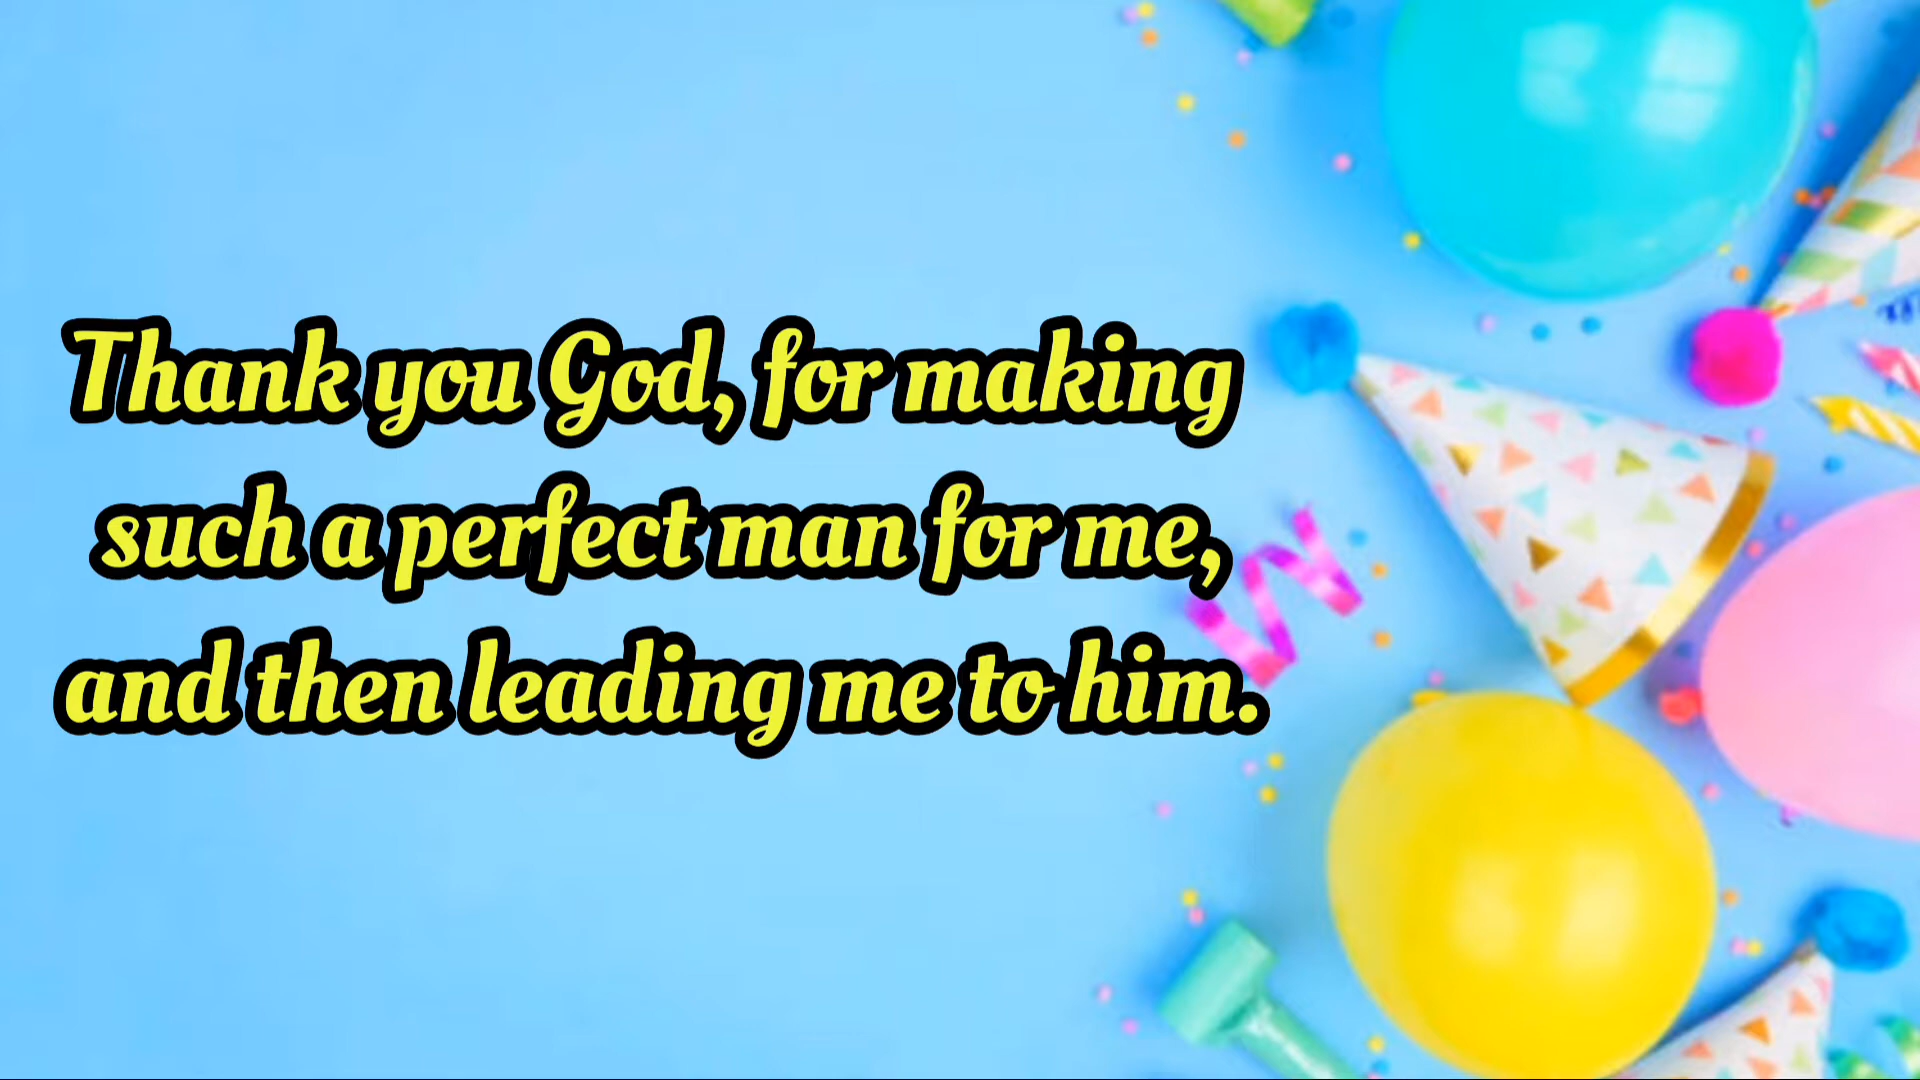 Thank you God, for making
such a perfect man for me,
and then leading me to him.